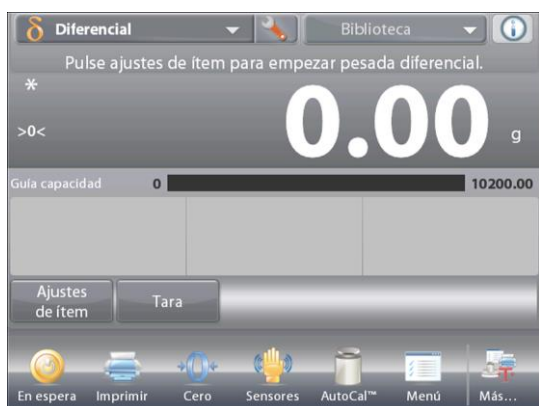 δ Diferencial Biblioteca
Pulse ajustes de ítem para empezar pesada diferencial.
*
>0<
0.00 g
Guía capacidad 0 10200.00
Ajustes
de ítem
Tara
En espera Imprimir Cero Sensores AutoCal™ Menú Más...